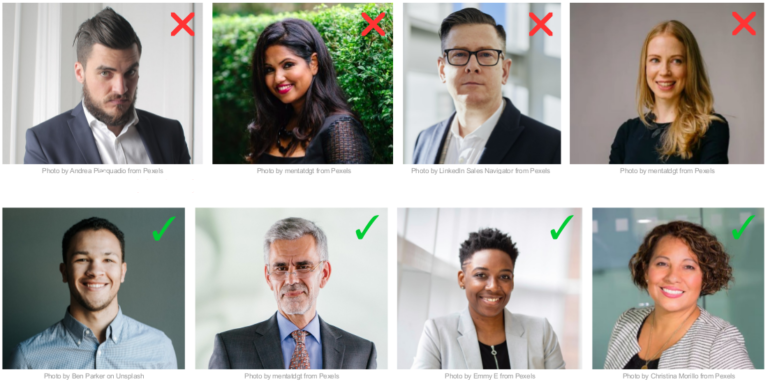 Photo by Andrea Piacquadio from Pexels
Photo by mentatdgt from Pexels
Photo by LinkedIn Sales Navigator from Pexels
Photo by mentatdgt from Pexels
Photo by Ben Parker on Unsplash
Photo by mentatdgt from Pexels
Photo by Emmy E from Pexels
Photo by Christina Morillo from Pexels